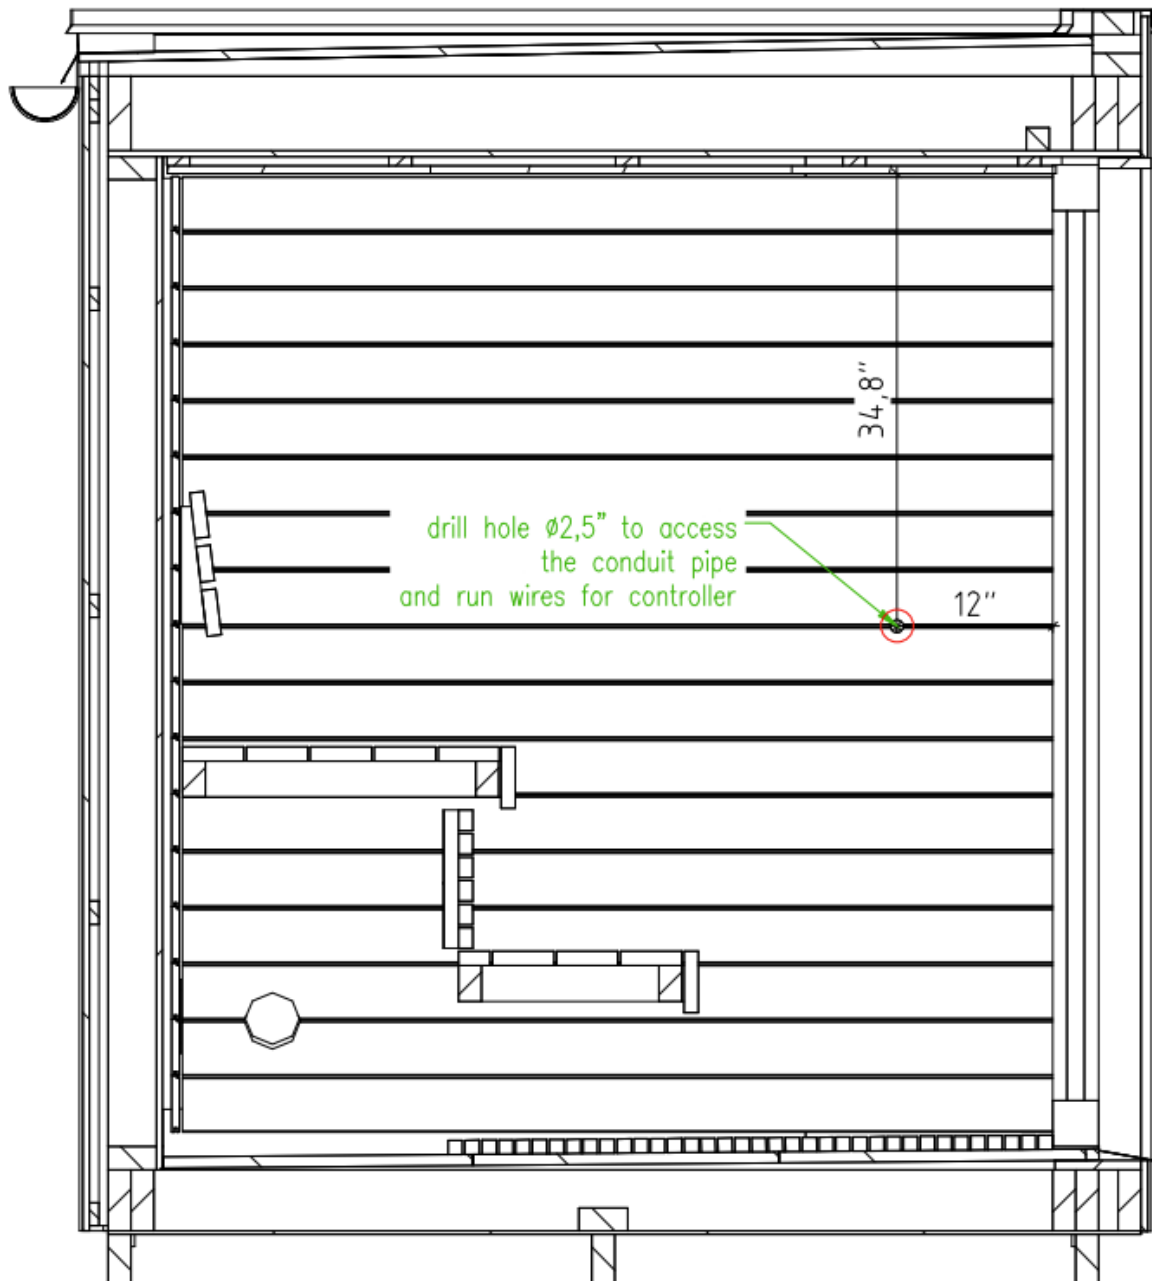 34,8"
drill hole ø2,5" to access
the conduit pipe
and run wires for controller
12"